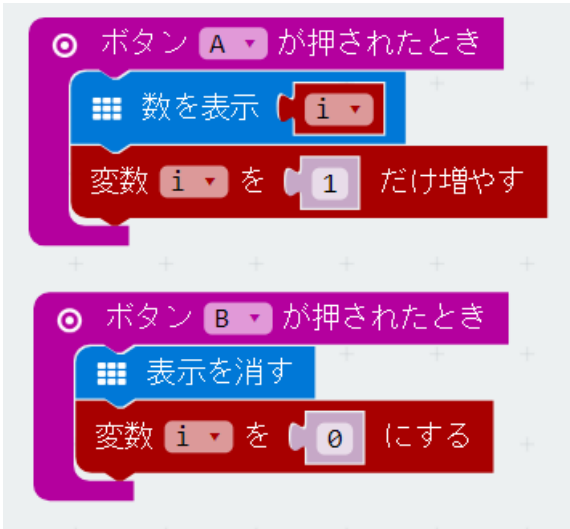 ボタン A が押されたとき
数を表示 i
変数 i を 1 だけ増やす
ボタン B が押されたとき
表示を消す
変数 i を 0 にする